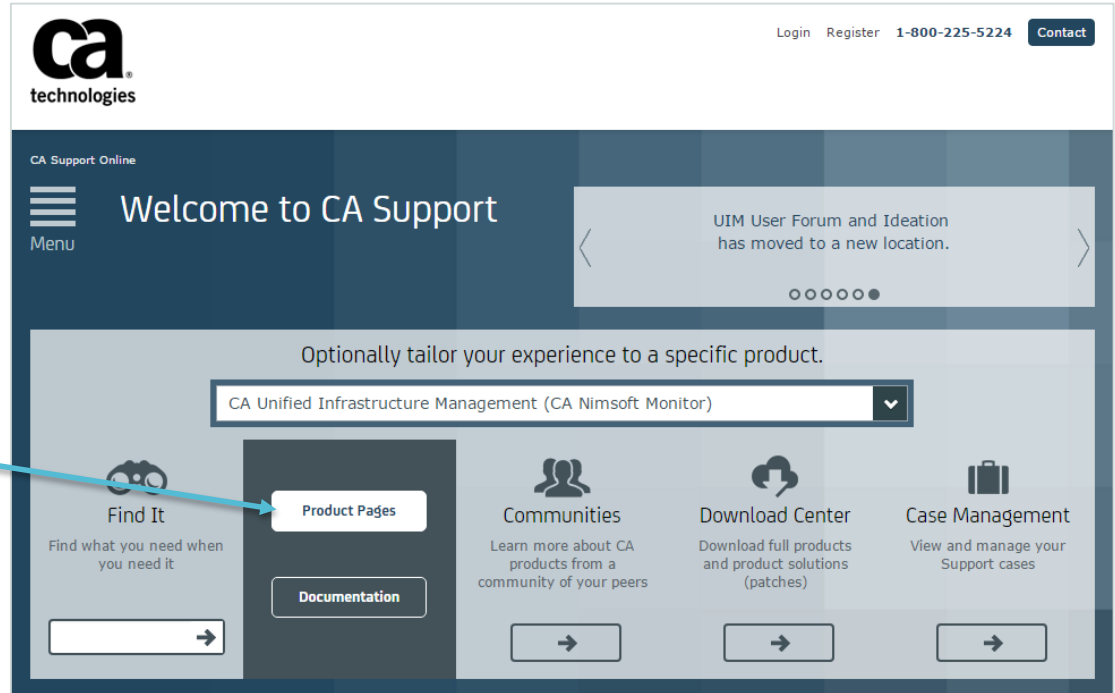 ca
technologies
Login Register 1-800-225-5224 Contact
CA Support Online
Menu
Welcome to CA Support
UIM User Forum and Ideation
has moved to a new location.
Optionally tailor your experience to a specific product.
CA Unified Infrastructure Management (CA Nimsoft Monitor)
Find It
Find what you need when
you need it
Product Pages
Documentation
Communities
Learn more about CA
products from a
community of your peers
Download Center
Download full products
and product solutions
(patches)
Case Management
View and manage your
Support cases